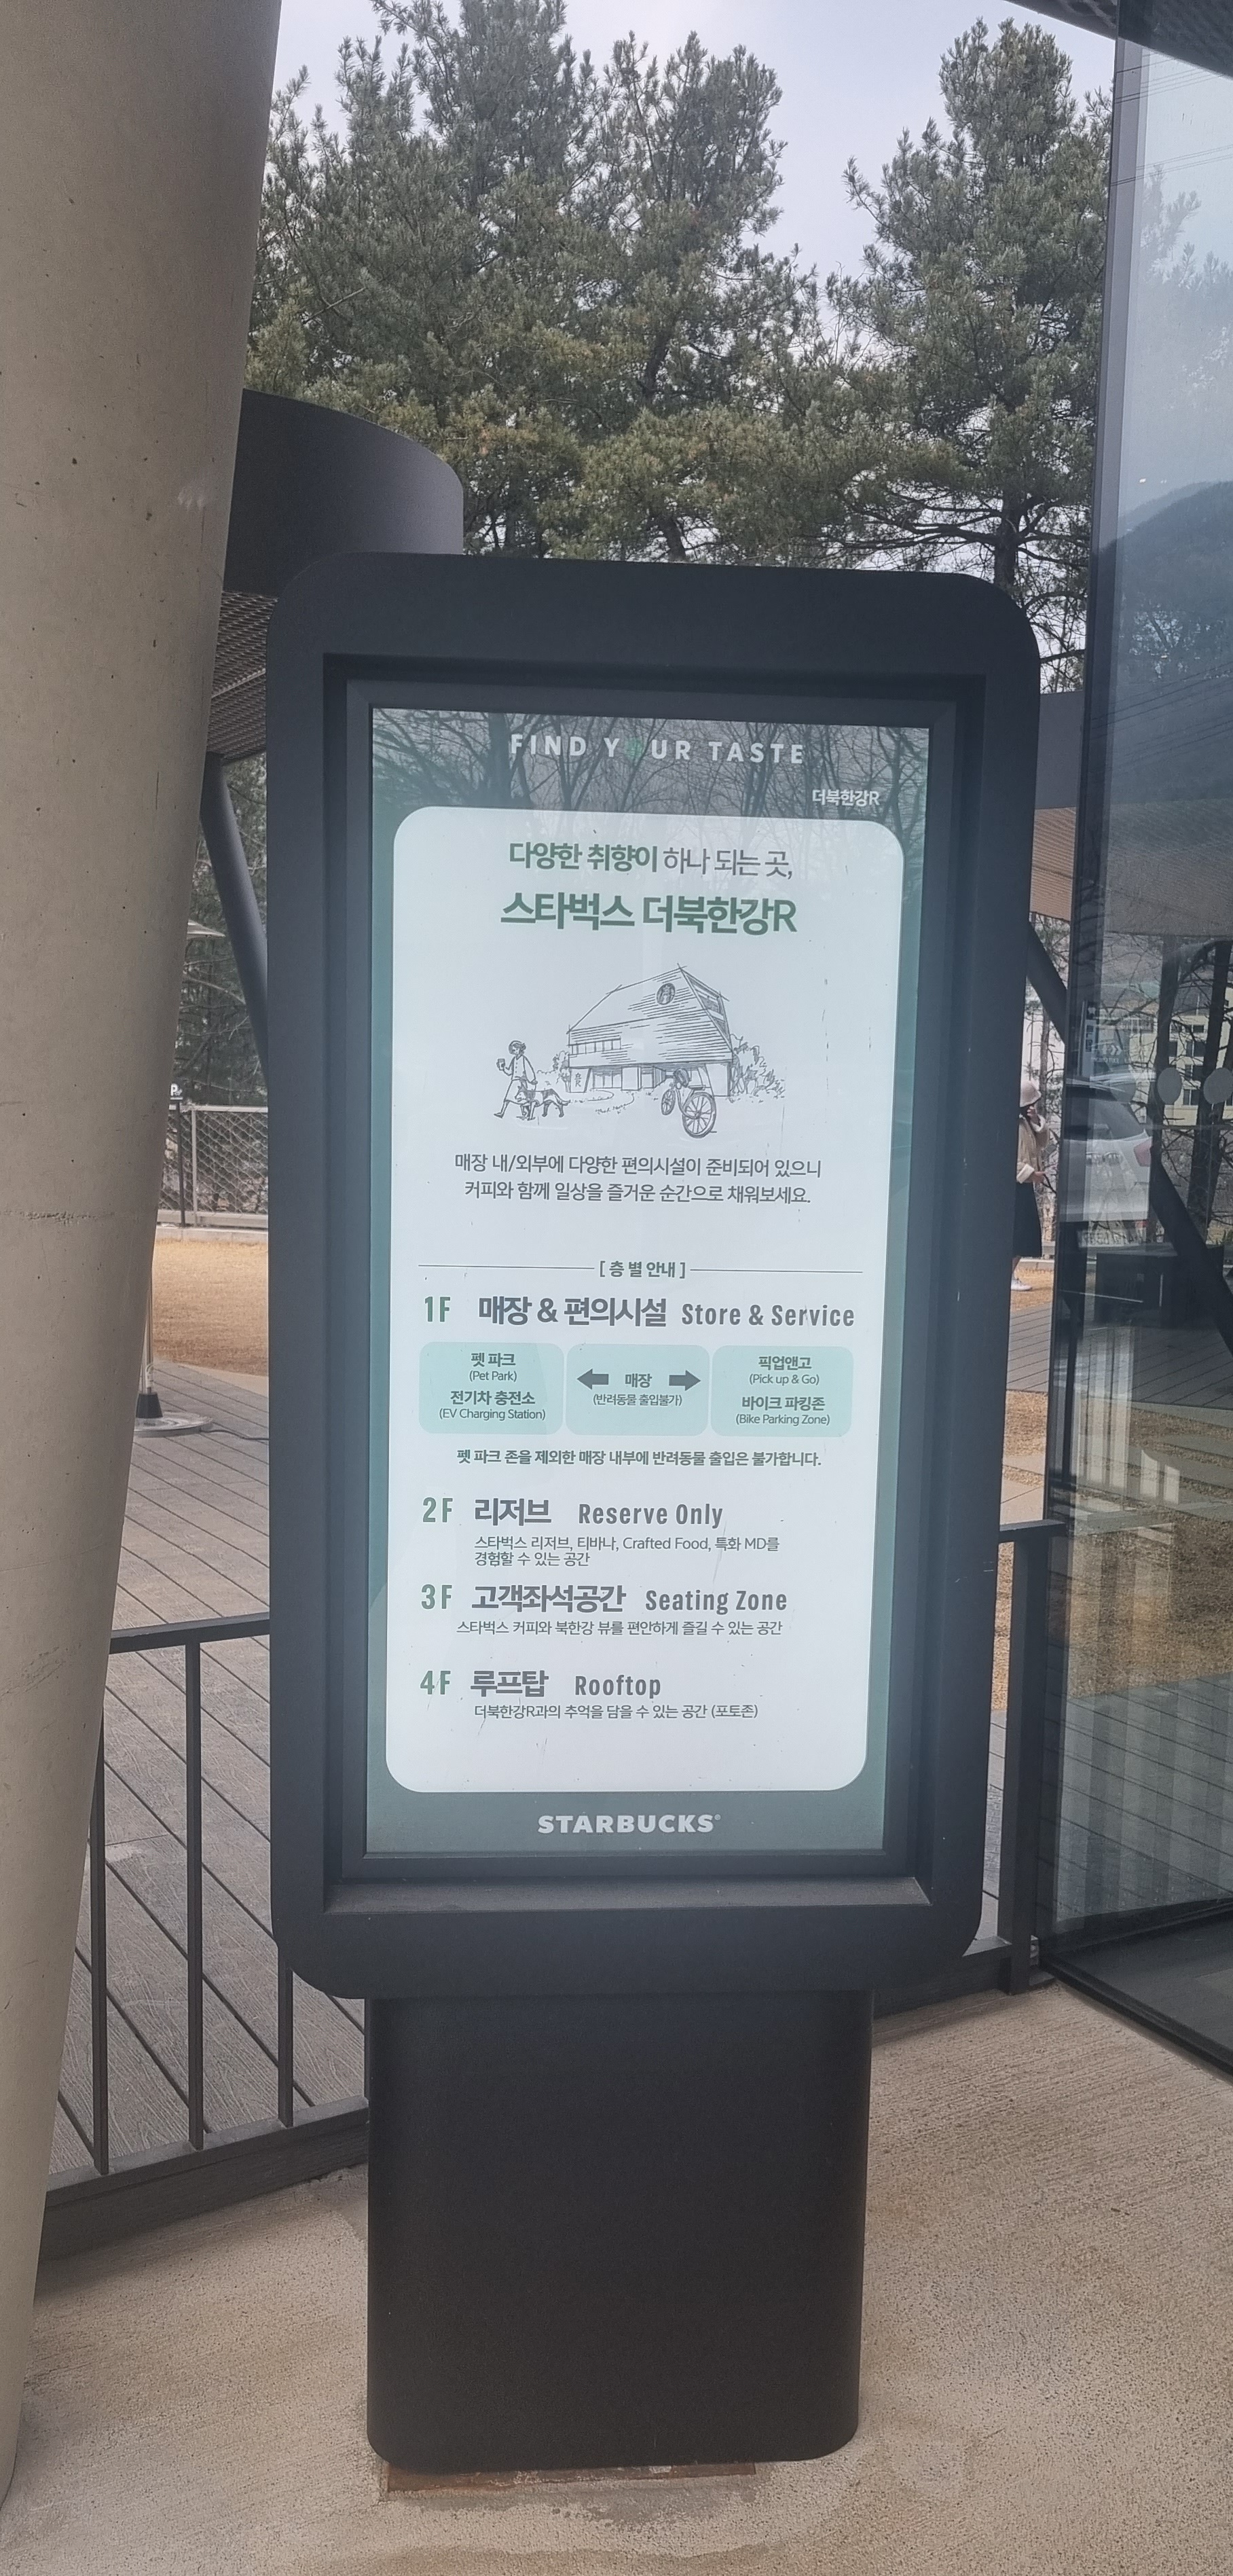 FIND YOUR TASTE
더북한강R
다양한 취향이 하나 되는 곳,
스타벅스 더북한강R
매장 내/외부에 다양한 편의시설이 준비되어 있으니
커피와 함께 일상을 즐거운 순간으로 채워보세요.
[ 층 별 안내 ]
1F 매장 & 편의시설 Store & Service
펫 파크
(Pet Park)
전기차 충전소
(EV Charging Station)
매장
(반려동물 출입불가)
픽업앤고
(Pick up & Go)
바이크 파킹존
(Bike Parking Zone)
펫 파크 존을 제외한 매장 내부에 반려동물 출입은 불가합니다.
2F 리저브 Reserve Only
스타벅스 리저브, 티바나, Crafted Food, 특화 MD를
경험할 수 있는 공간
3F 고객좌석공간 Seating Zone
스타벅스 커피와 북한강 뷰를 편안하게 즐길 수 있는 공간
4F 루프탑 Rooftop
더북한강R과의 추억을 담을 수 있는 공간 (포토존)
STARBUCKS®